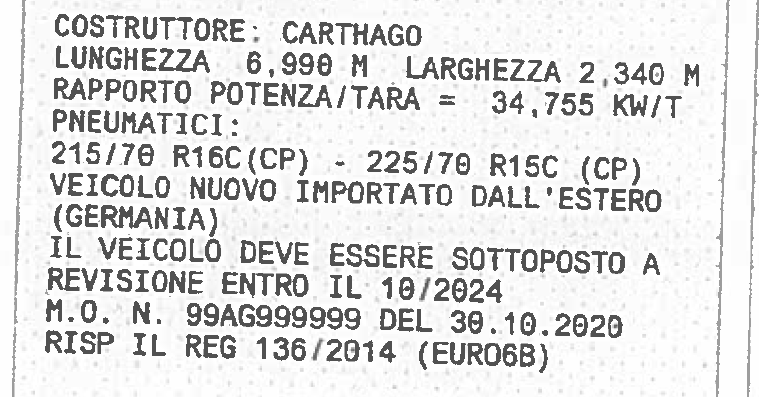 COSTRUTTORE: CARTHAGO
LUNGHEZZA 6,990 M LARGHEZZA 2,340 M
RAPPORTO POTENZA/TARA = 34,755 KW/T
PNEUMATICI:
215/70 R16C(CP) - 225/70 R15C (CP)
VEICOLO NUOVO IMPORTATO DALL'ESTERO
(GERMANIA)
IL VEICOLO DEVE ESSERE SOTTOPOSTO A
REVISIONE ENTRO IL 10/2024
M.O. N. 99AG999999 DEL 30.10.2020
RISP IL REG 136/2014 (EURO6B)